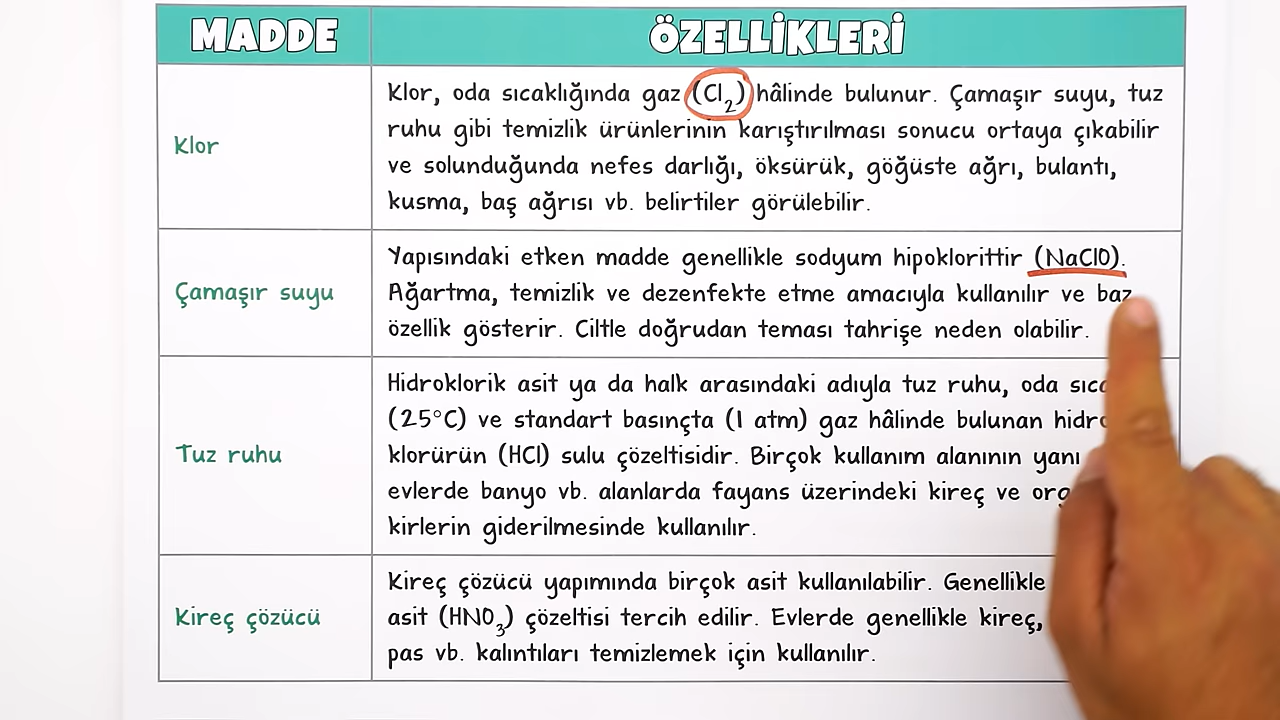 MADDE
ÖZELLİKLERİ
Klor
Klor, oda sıcaklığında gaz (Cl₂) hâlinde bulunur. Çamaşır suyu, tuz
ruhu gibi temizlik ürünlerinin karıştırılması sonucu ortaya çıkabilir
ve solunduğunda nefes darlığı, öksürük, göğüste ağrı, bulantı,
kusma, baş ağrısı vb. belirtiler görülebilir.
Çamaşır suyu
Yapısındaki etken madde genellikle sodyum hipoklorittir (NaClO).
Ağartma, temizlik ve dezenfekte etme amacıyla kullanılır ve baz
özellik gösterir. Ciltle doğrudan teması tahrişe neden olabilir.
Tuz ruhu
Hidroklorik asit ya da halk arasındaki adıyla tuz ruhu, oda
(25°C) ve standart basınçta (1 atm) gaz hâlinde bulunan
klorürün (HCl) sulu çözeltisidir. Birçok kullanım alanının yanı
evlerde banyo vb. alanlarda fayans üzerindeki kireç ve
kirlerin giderilmesinde kullanılır.
Kireç çözücü
Kireç çözücü yapımında birçok asit kullanılabilir. Genellikle
asit (HNO₃) çözeltisi tercih edilir. Evlerde genellikle kireç,
pas vb. kalıntıları temizlemek için kullanılır.